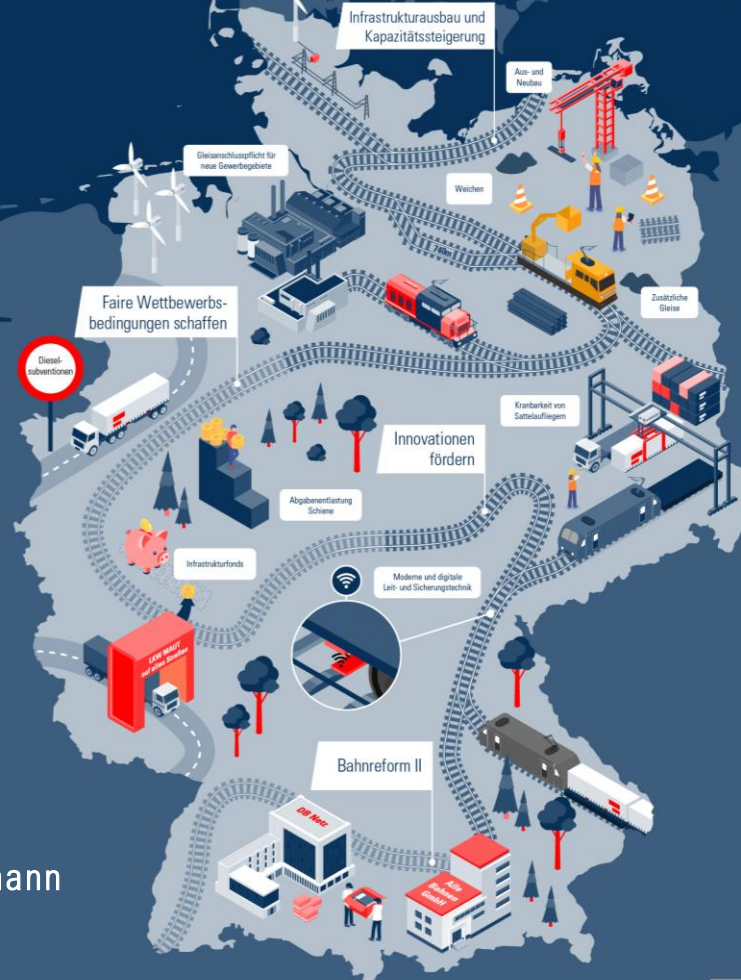 Infrastrukturausbau und
Kapazitätssteigerung
Aus- und
Neubau
Gleisanschlusspflicht für
neue Gewerbegebiete
Weichen
740m
Faire Wettbewerbs-
bedingungen schaffen
Zusätzliche
Gleise
Diesel-
subventionen
Kranbarkeit von
Sattelaufliegern
Innovationen
fördern
Abgabenentlastung
Schiene
Infrastrukturfonds
Moderne und digitale
Leit- und Sicherungstechnik
LKW MAUT
auf allen Straßen
Bahnreform II
DB Netz
Alle
Bahnen
GmbH
mann